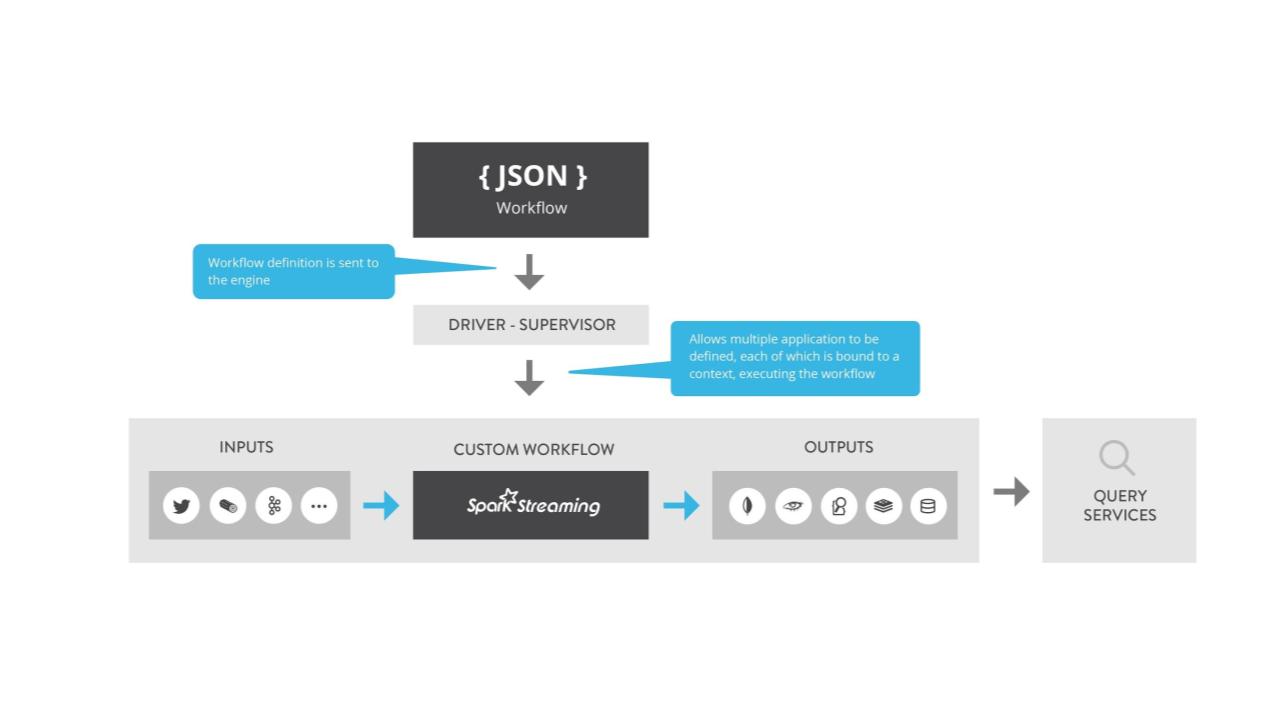 { JSON }
Workflow
Workflow definition is sent to
the engine
DRIVER - SUPERVISOR
Allows multiple application to be
defined, each of which is bound to a
context, executing the workflow
INPUTS
CUSTOM WORKFLOW
OUTPUTS
Spark Streaming
QUERY
SERVICES